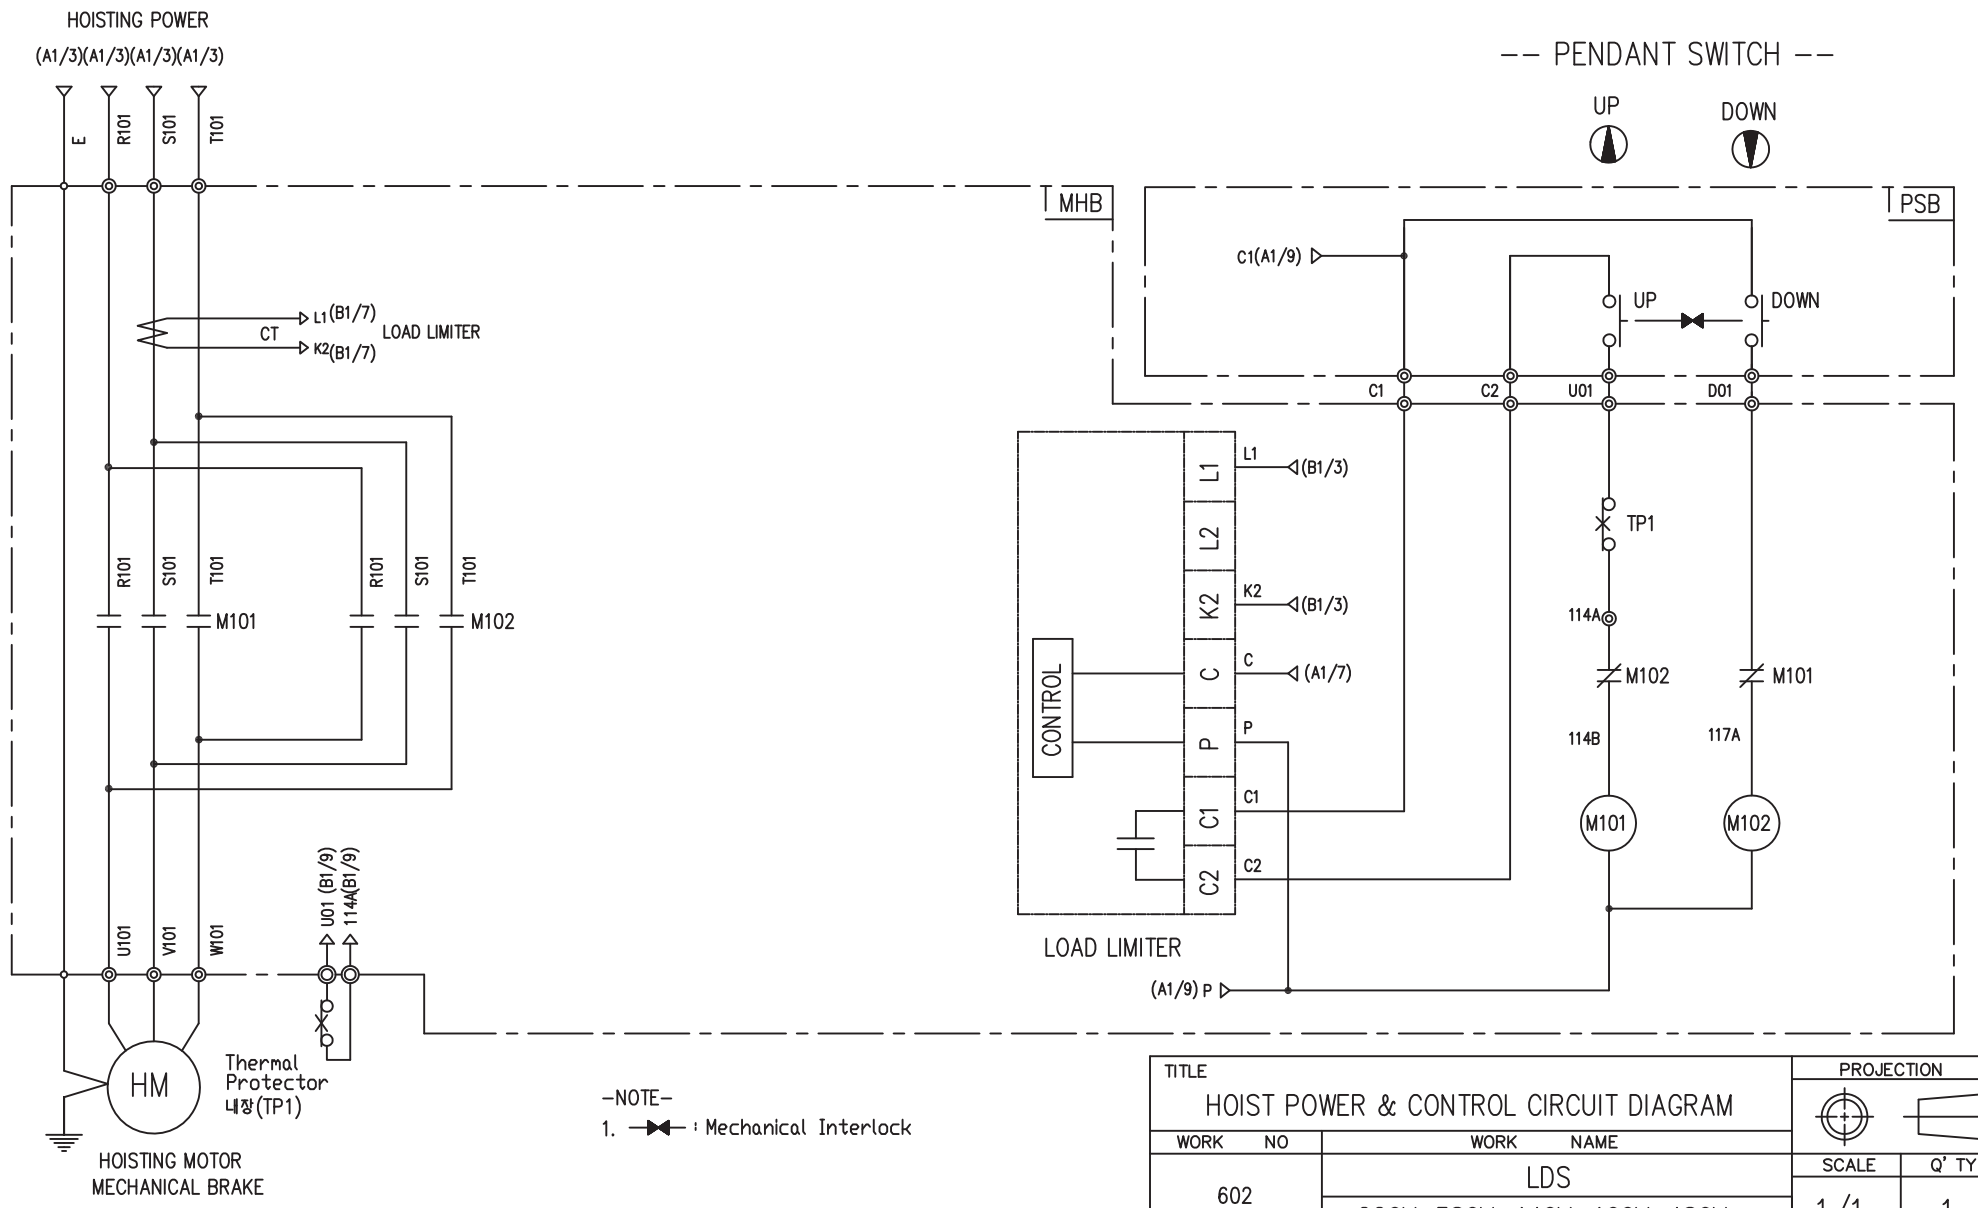 HOISTING POWER
(A1/3)(A1/3)(A1/3)(A1/3)
E
R101
S101
T101
-- PENDANT SWITCH --
UP
DOWN
MHB
PSB
C1(A1/9)
UP
DOWN
L1(B1/7)
CT
K2(B1/7)
LOAD LIMITER
C1
C2
U01
D01
R101
S101
T101
M101
R101
S101
T101
M102
L1
L1
(B1/3)
L2
K2
K2
(B1/3)
C
C
(A1/7)
P
P
C1
C1
C2
C2
CONTROL
LOAD LIMITER
(A1/9) P
TP1
114A
M102
M101
114B
117A
M101
M102
U101
V101
W101
U01 (B1/9)
114A(B1/9)
HM
Thermal
Protector
내장(TP1)
HOISTING MOTOR
MECHANICAL BRAKE
-NOTE-
1. : Mechanical Interlock
TITLE
HOIST POWER & CONTROL CIRCUIT DIAGRAM
PROJECTION
WORK NO
WORK NAME
602
LDS
SCALE
Q' TY
1 /1
1